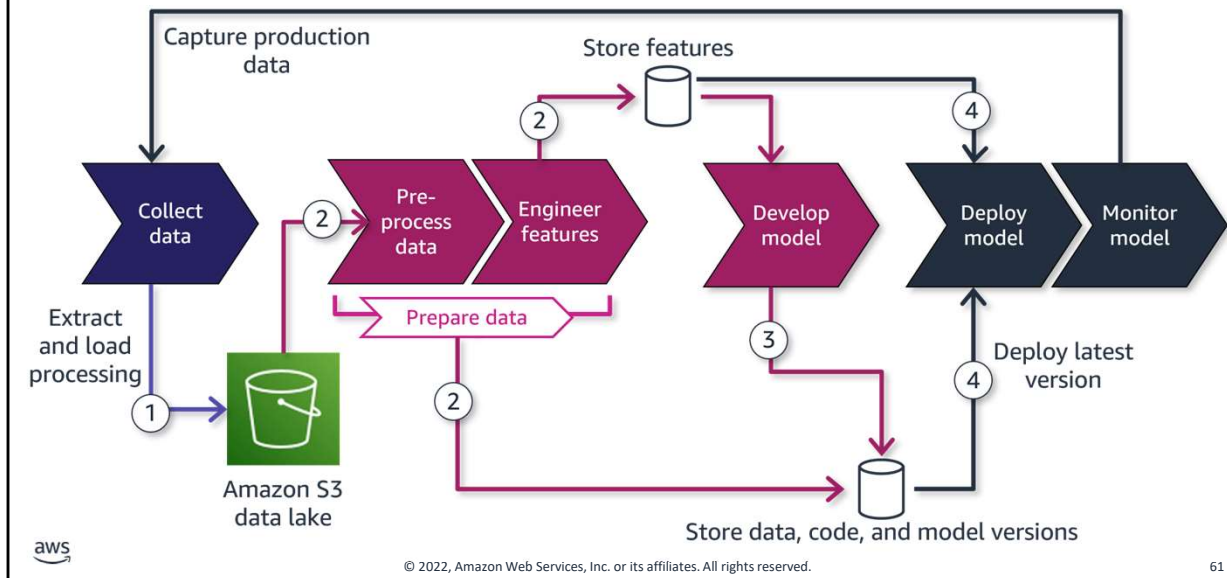 Capture production
data
Store features
2
4
Collect
data
2
Pre-
process
data
Engineer
features
Develop
model
Deploy
model
Monitor
model
Prepare data
Extract
and load
processing
1
2
3
4
Deploy latest
version
Amazon S3
data lake
Store data, code, and model versions
aws
© 2022, Amazon Web Services, Inc. or its affiliates. All rights reserved.
61